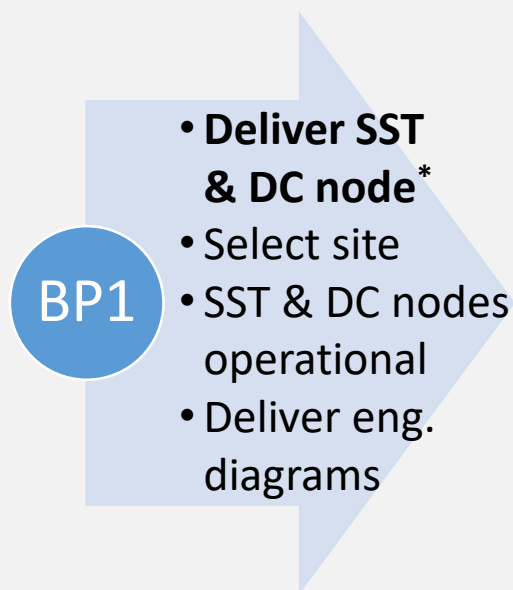 • Deliver SST
& DC node*
• Select site
BP1
• SST & DC nodes
operational
• Deliver eng.
diagrams